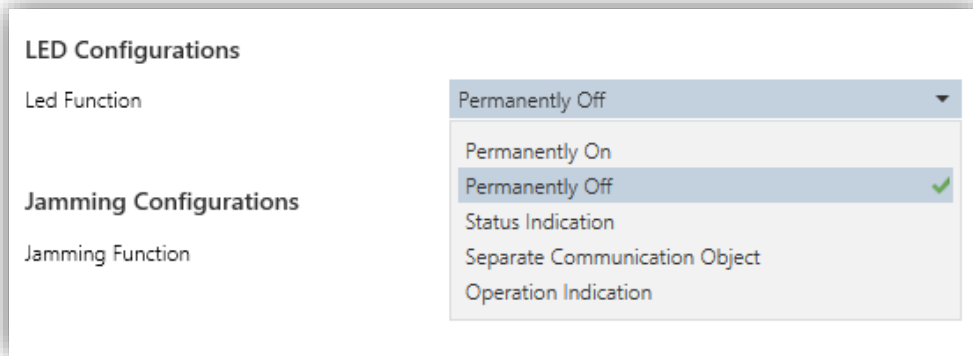 LED Configurations
Led Function
Permanently Off
Permanently On
Permanently Off
Status Indication
Separate Communication Object
Operation Indication
Jamming Configurations
Jamming Function